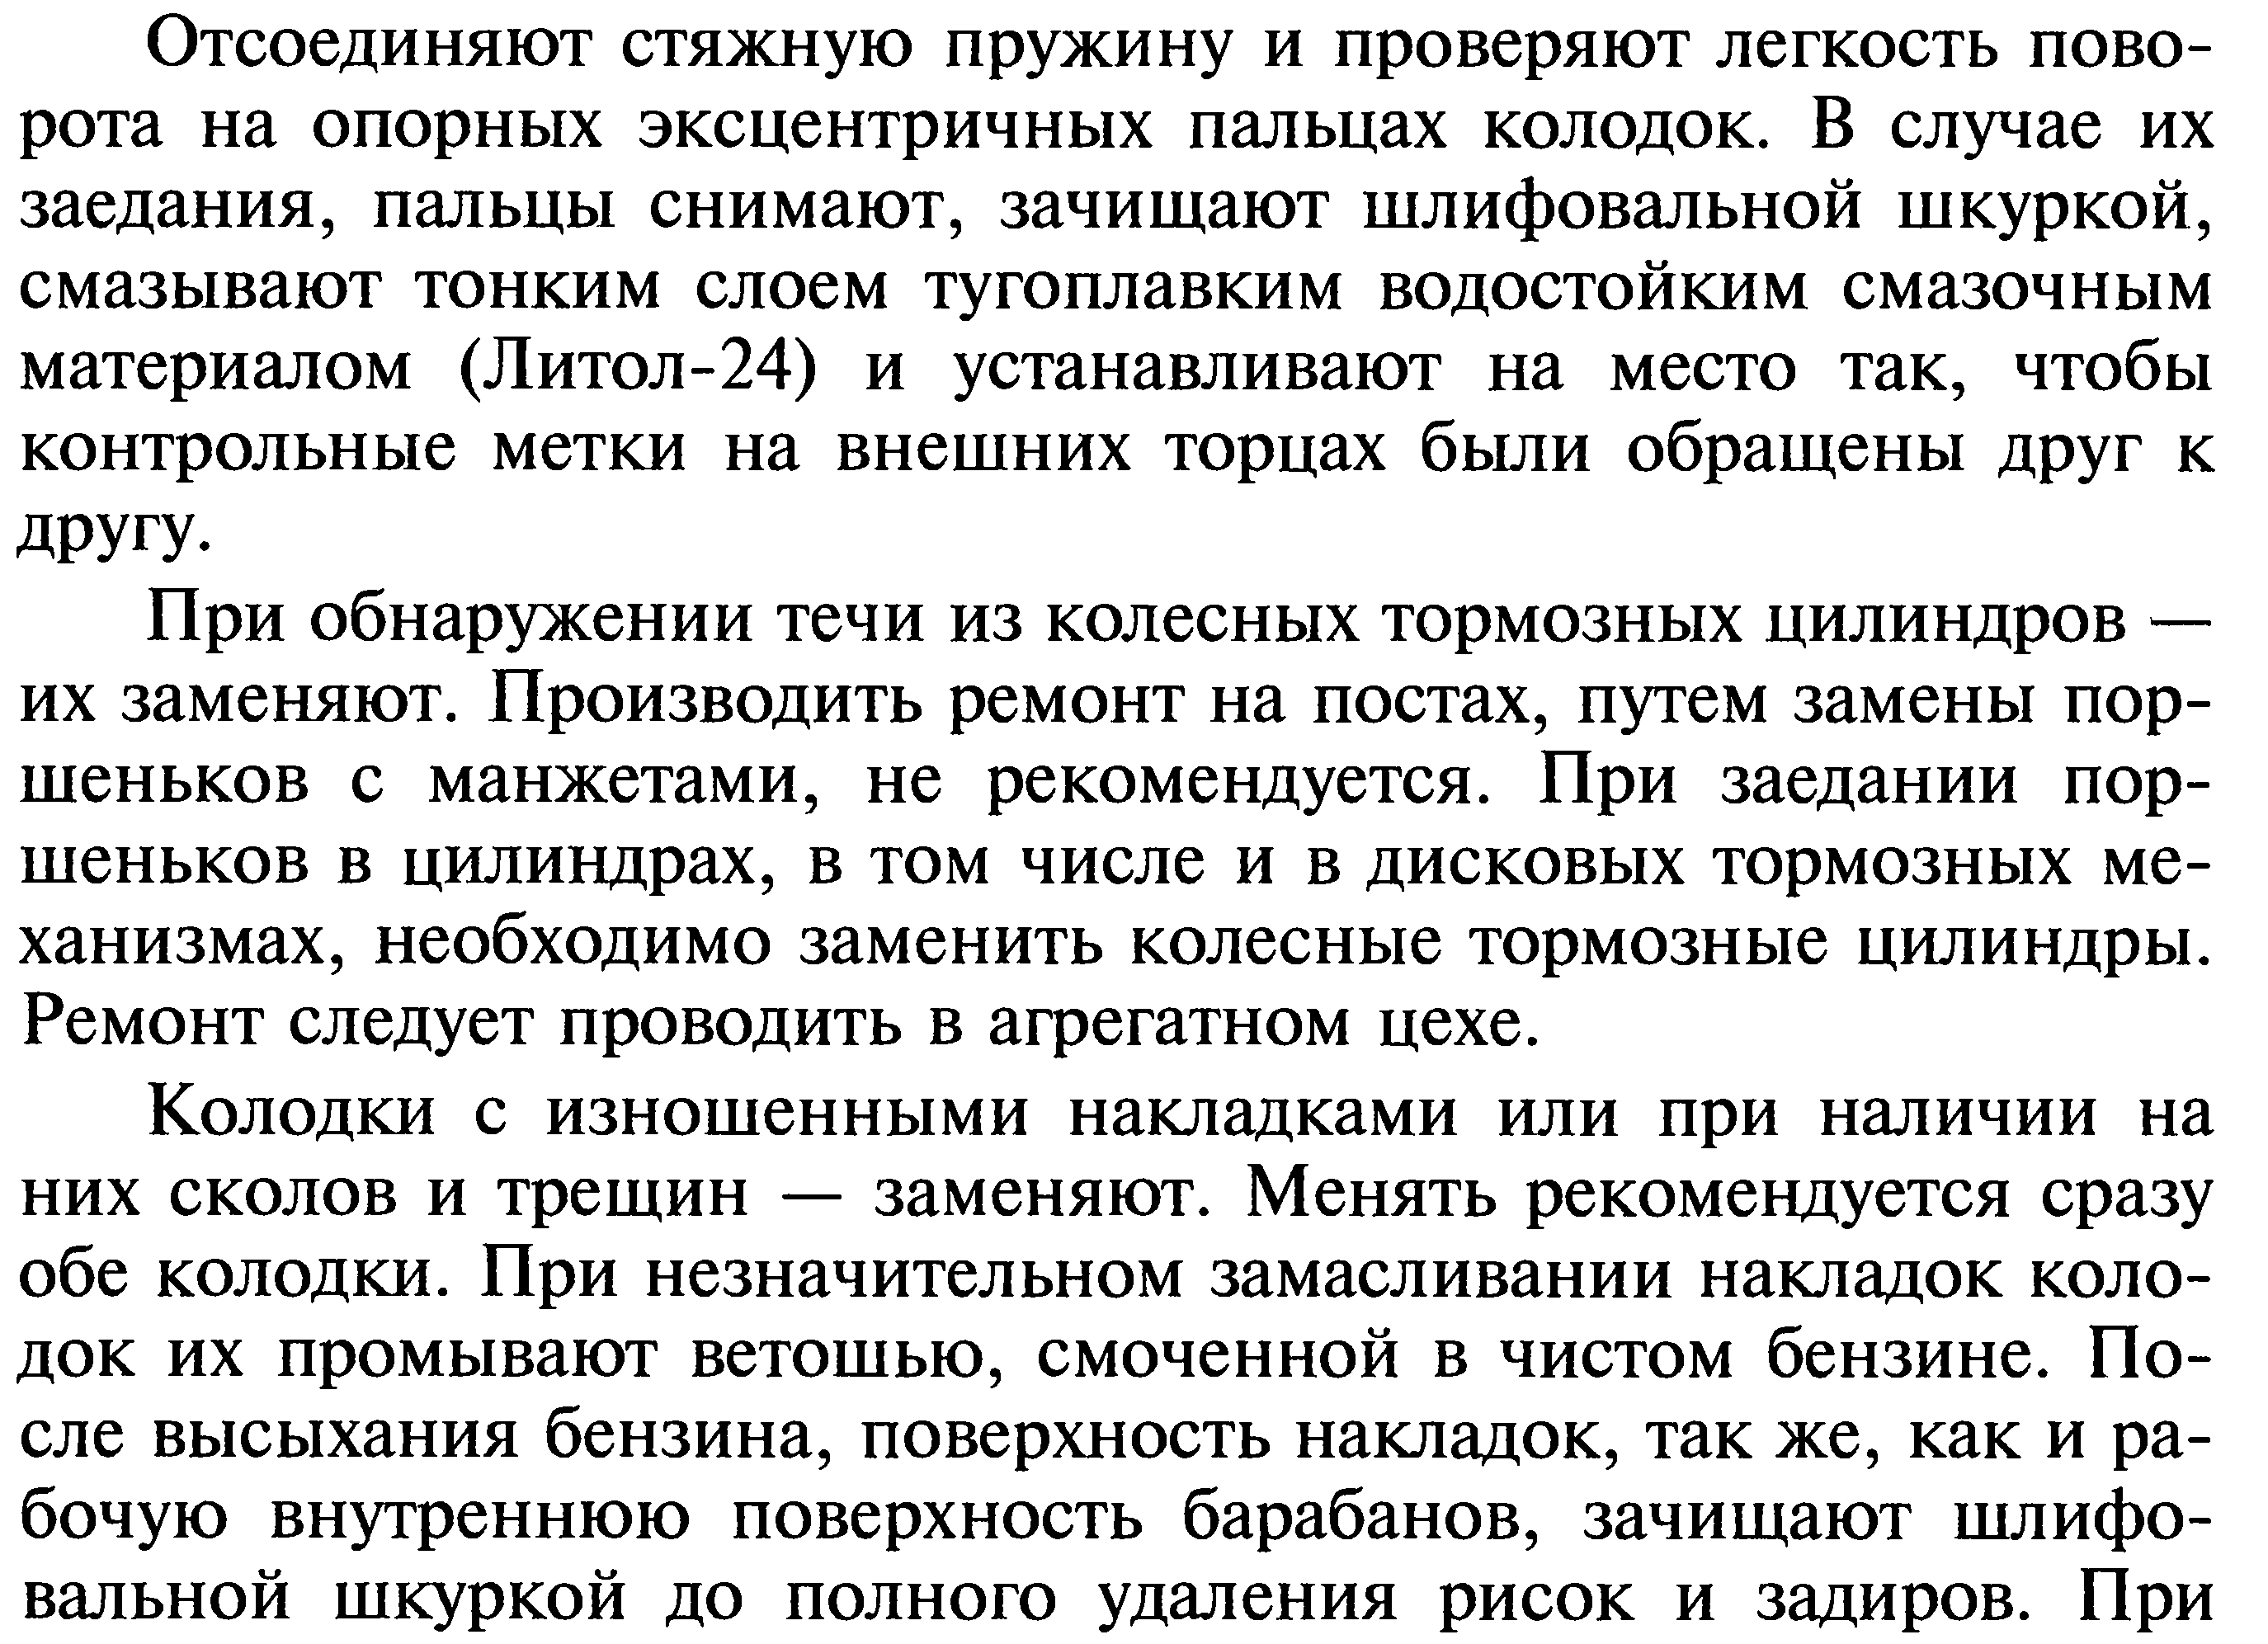 Отсоединяют стяжную пружину и проверяют легкость пово-
рота на опорных эксцентричных пальцах колодок. В случае их
заедания, пальцы снимают, зачищают шлифовальной шкуркой,
смазывают тонким слоем тугоплавким водостойким смазочным
материалом (Литол-24) и устанавливают на место так, чтобы
контрольные метки на внешних торцах были обращены друг к
другу.
При обнаружении течи из колесных тормозных цилиндров —
их заменяют. Производить ремонт на постах, путем замены пор-
шеньков с манжетами, не рекомендуется. При заедании пор-
шеньков в цилиндрах, в том числе и в дисковых тормозных ме-
ханизмах, необходимо заменить колесные тормозные цилиндры.
Ремонт следует проводить в агрегатном цехе.
Колодки с изношенными накладками или при наличии на
них сколов и трещин — заменяют. Менять рекомендуется сразу
обе колодки. При незначительном замасливании накладок коло-
док их промывают ветошью, смоченной в чистом бензине. По-
сле высыхания бензина, поверхность накладок, так же, как и ра-
бочую внутреннюю поверхность барабанов, зачищают шлифо-
вальной шкуркой до полного удаления рисок и задиров. При